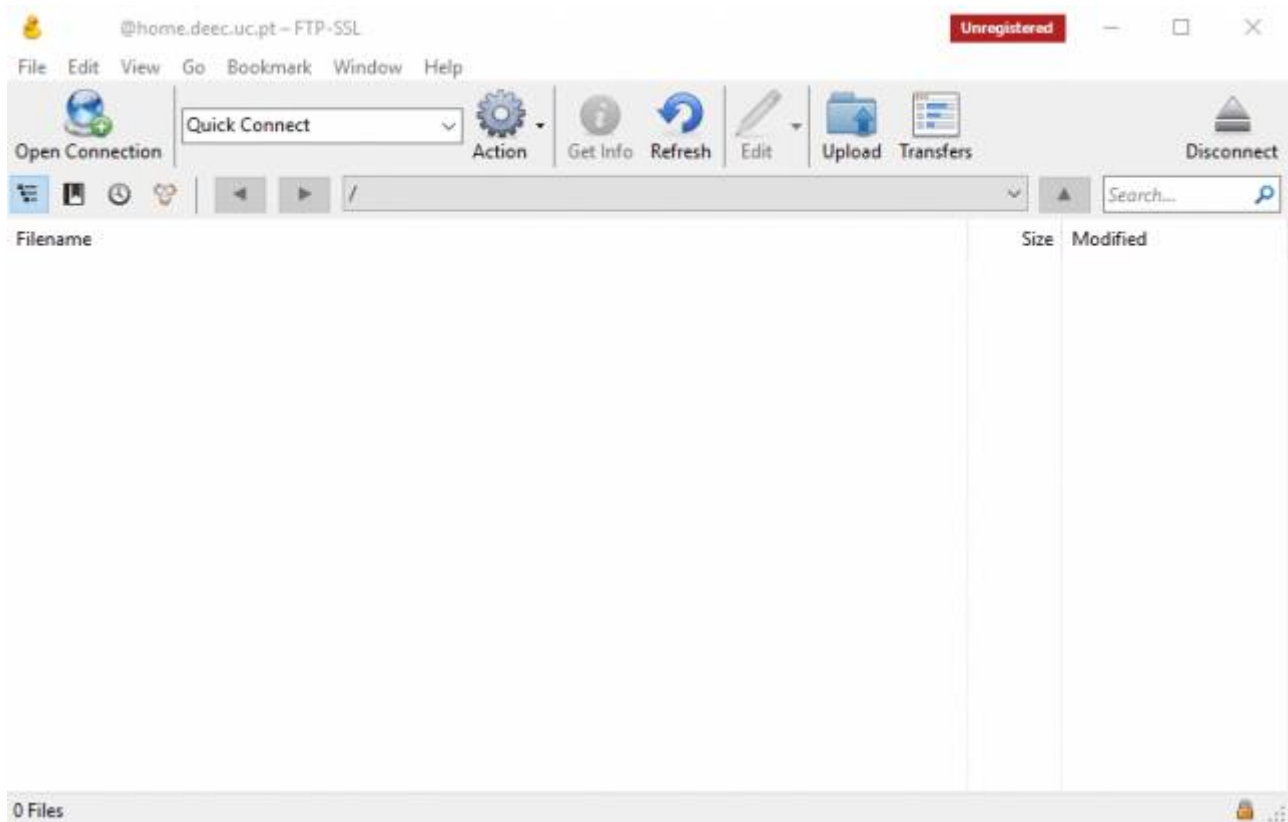 @home.deec.uc.pt – FTP-SSL Unregistered
File Edit View Go Bookmark Window Help
Quick Connect
Open Connection Action Get Info Refresh Edit Upload Transfers Disconnect
/ Search...
Filename Size Modified
0 Files